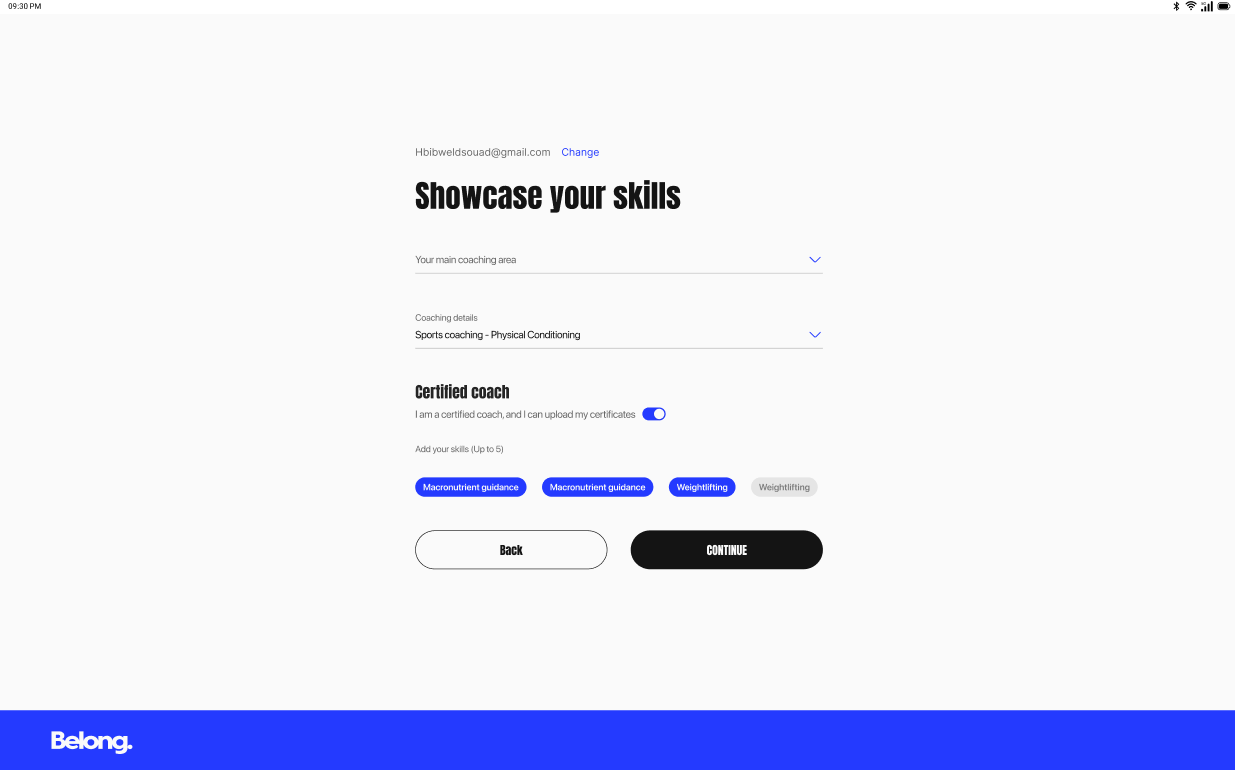 09:30 PM
Hbibweldsouad@gmail.com Change
Showcase your skills
Your main coaching area
Coaching details
Sports coaching - Physical Conditioning
Certified coach
I am a certified coach, and I can upload my certificates
Add your skills (Up to 5)
Macronutrient guidance Macronutrient guidance Weightlifting Weightlifting
Back CONTINUE
Belong.